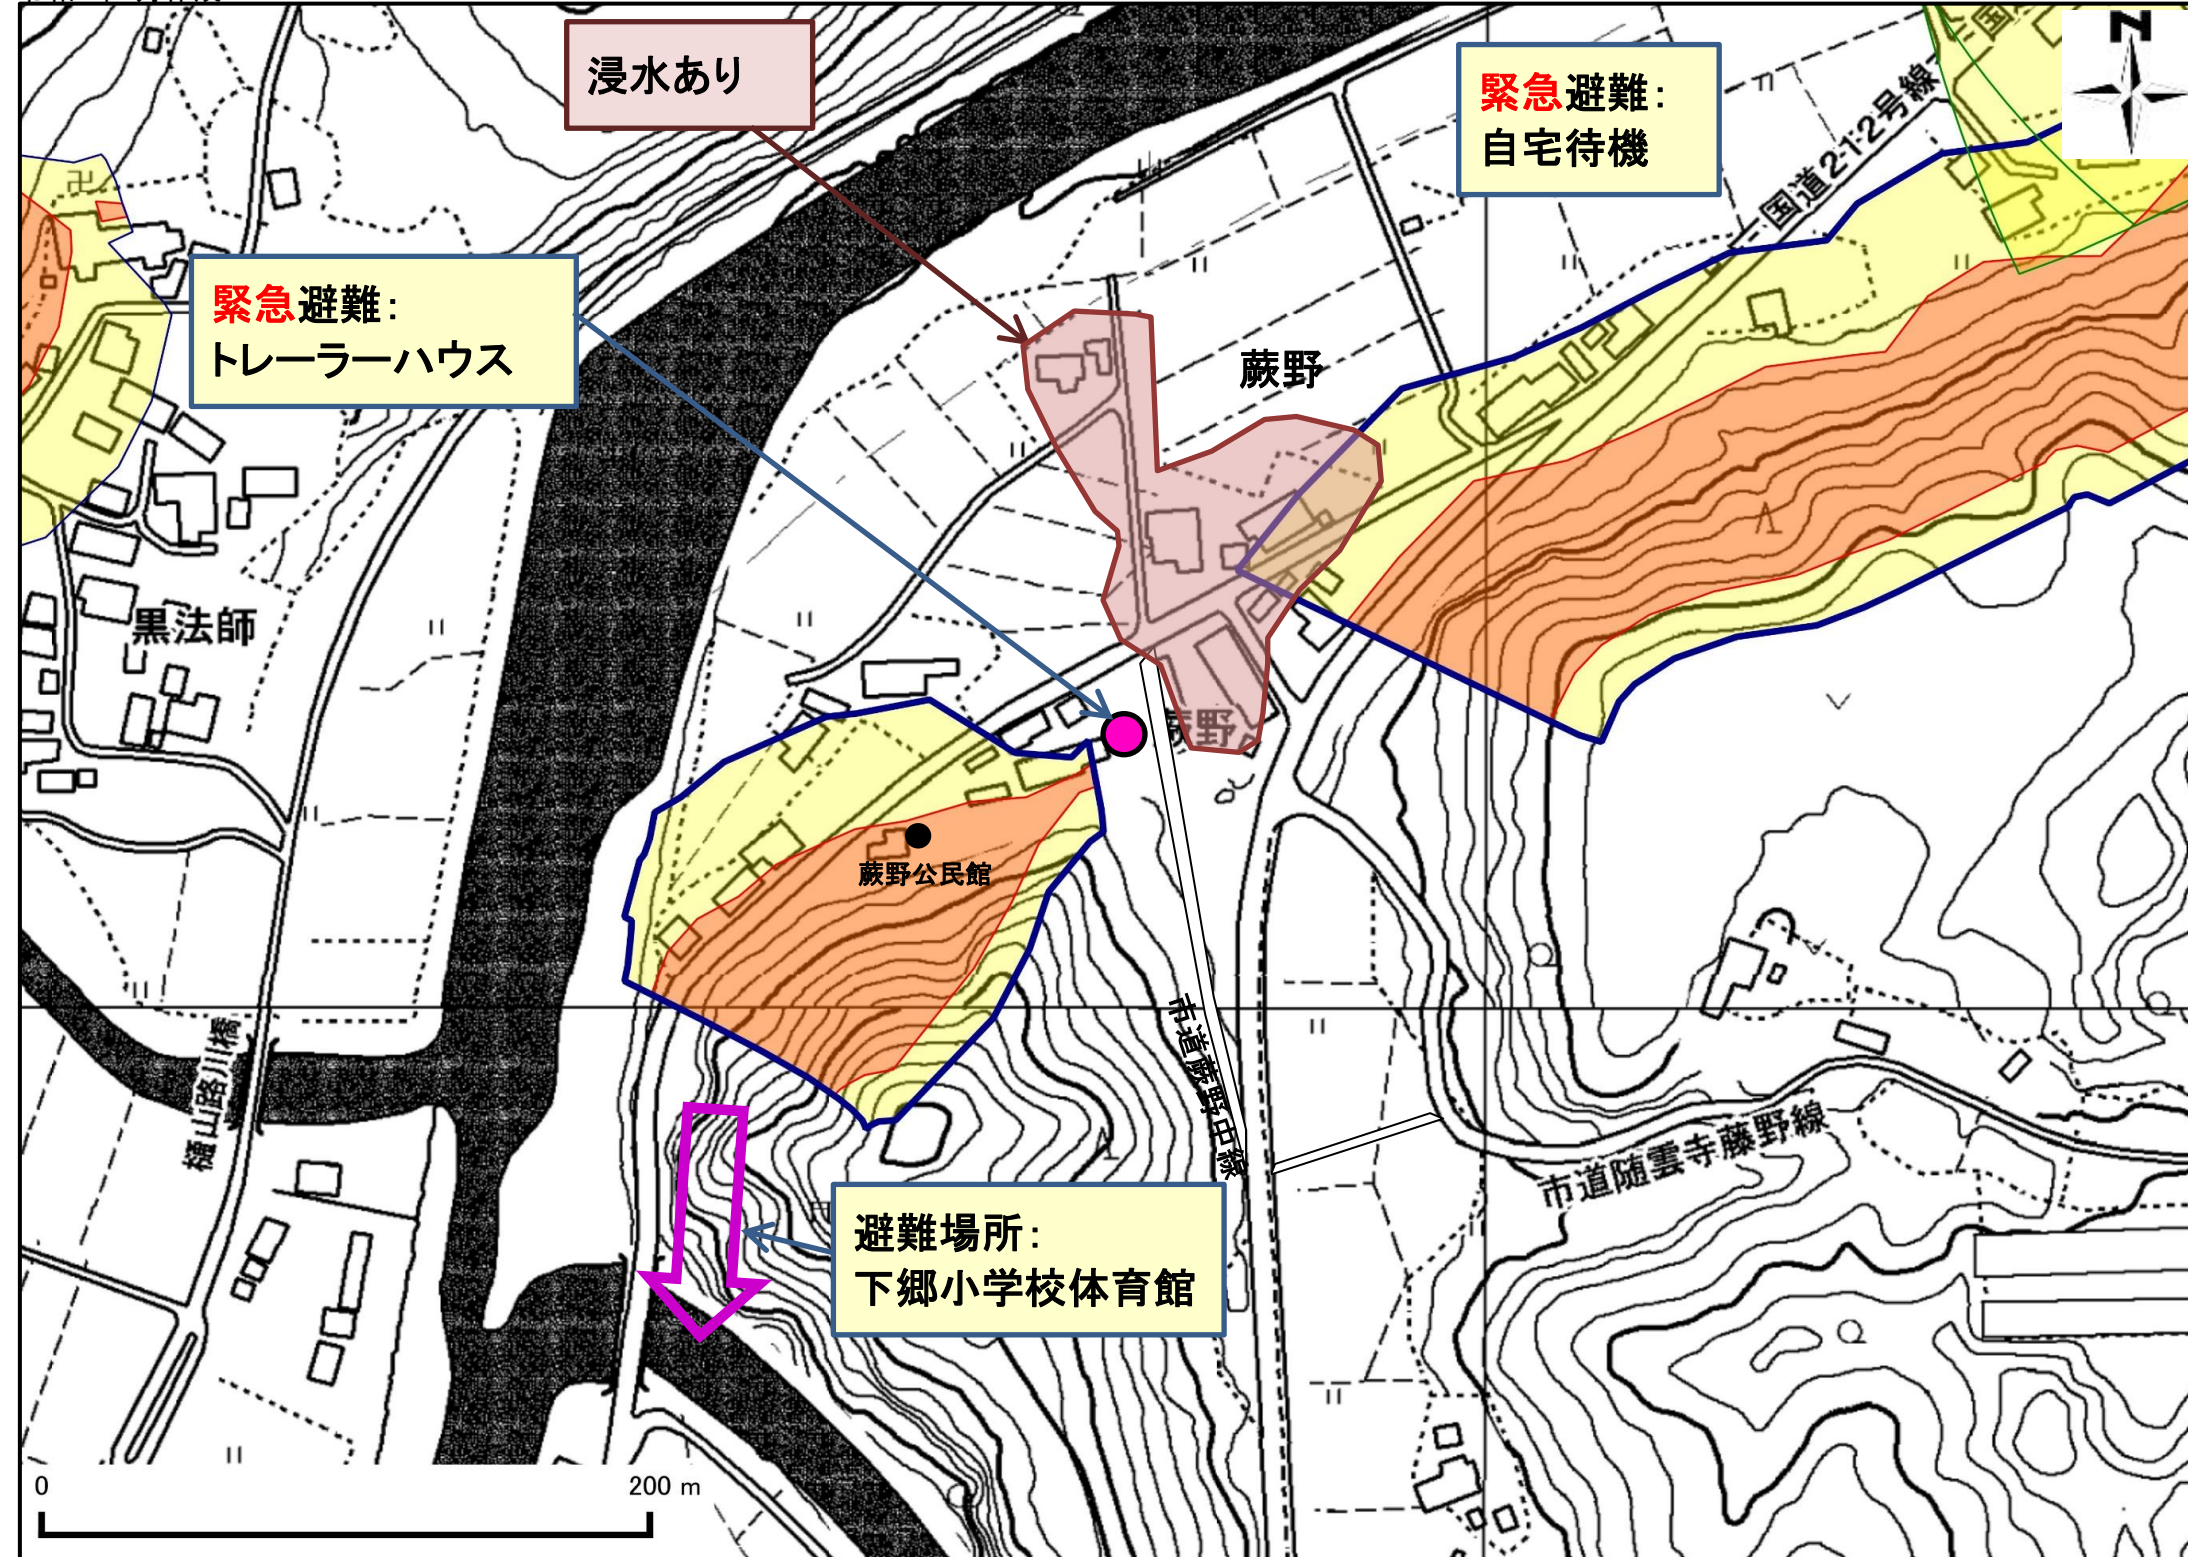 浸水あり
緊急避難：
自宅待機
N
国道212号線
緊急避難：
トレーラーハウス
蕨野
黒法師
蕨野
蕨野公民館
市道蕨野中線
樋山路川橋
市道随雲寺藤野線
避難場所：
下郷小学校体育館
0
200 m